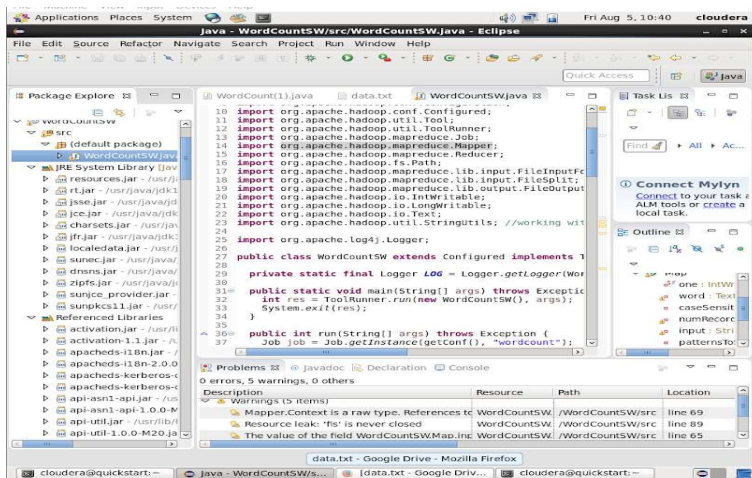 Applications Places System Fri Aug 5, 10:40 cloudera
Java - WordCountSW/src/WordCountSW.java - Eclipse
File Edit Source Refactor Navigate Search Project Run Window Help
Quick Access Java
Package Explore
WordCountSW
src
(default package)
WordCountSW.java
JRE System Library [jav
resources.jar - /usr/j
rt.jar - /usr/java/jdk1
jsse.jar - /usr/java/jd
jce.jar - /usr/java/jdk
charsets.jar - /usr/jav
jfr.jar - /usr/java/jdk:
localedata.jar - /usr/j
sunec.jar - /usr/java/
dnsns.jar - /usr/java/
zipfs.jar - /usr/java/j
sunjce_provider.jar -
sunpkcs11.jar - /usr/
Referenced Libraries
activation.jar - /usr/li
activation-1.1.jar - /u
apacheds-i18n.jar - /
apacheds-i18n-2.0.0
apacheds-kerberos-c
apacheds-kerberos-c
api-asn1-api.jar - /us
api-asn1-api-1.0.0-M
api-util.jar - /usr/lib/h
api-util-1.0.0-M20.ja
WordCount(1).java data.txt WordCountSW.java
10 import org.apache.hadoop.conf.Configured;
11 import org.apache.hadoop.util.Tool;
12 import org.apache.hadoop.util.ToolRunner;
13 import org.apache.hadoop.mapreduce.Job;
14 import org.apache.hadoop.mapreduce.Mapper;
15 import org.apache.hadoop.mapreduce.Reducer;
16 import org.apache.hadoop.fs.Path;
17 import org.apache.hadoop.mapreduce.lib.input.FileInputFo
18 import org.apache.hadoop.mapreduce.lib.input.FileSplit;
19 import org.apache.hadoop.mapreduce.lib.output.FileOutput
20 import org.apache.hadoop.io.IntWritable;
21 import org.apache.hadoop.io.LongWritable;
22 import org.apache.hadoop.io.Text;
23 import org.apache.hadoop.util.StringUtils; //working wit
24
25 import org.apache.log4j.Logger;
26
27 public class WordCountSW extends Configured implements T
28
29 private static final Logger LOG = Logger.getLogger(Wor
30
31 public static void main(String[] args) throws Exceptio
32 int res = ToolRunner.run(new WordCountSW(), args);
33 System.exit(res);
34 }
35
36 public int run(String[] args) throws Exception {
37 Job job = Job.getInstance(getConf(), "wordcount");
Task Lis
Find All Ac...
Connect Mylyn
Connect to your task a
ALM tools or create a
local task.
Outline
Map
one : IntWr
word : Text
caseSensit
numRecorc
input : Stri
patternsTo:
Problems Javadoc Declaration Console
0 errors, 5 warnings, 0 others
Description Resource Path Location
Warnings (5 items)
Mapper.Context is a raw type. References to WordCountSW. /WordCountSW/src line 69
Resource leak: 'fis' is never closed WordCountSW. /WordCountSW/src line 89
The value of the field WordCountSW.Map.inp WordCountSW. /WordCountSW/src line 65
data.txt - Google Drive - Mozilla Firefox
cloudera@quickstart:~ Java - WordCountSW/s... [data.txt - Google Driv... cloudera@quickstart:~